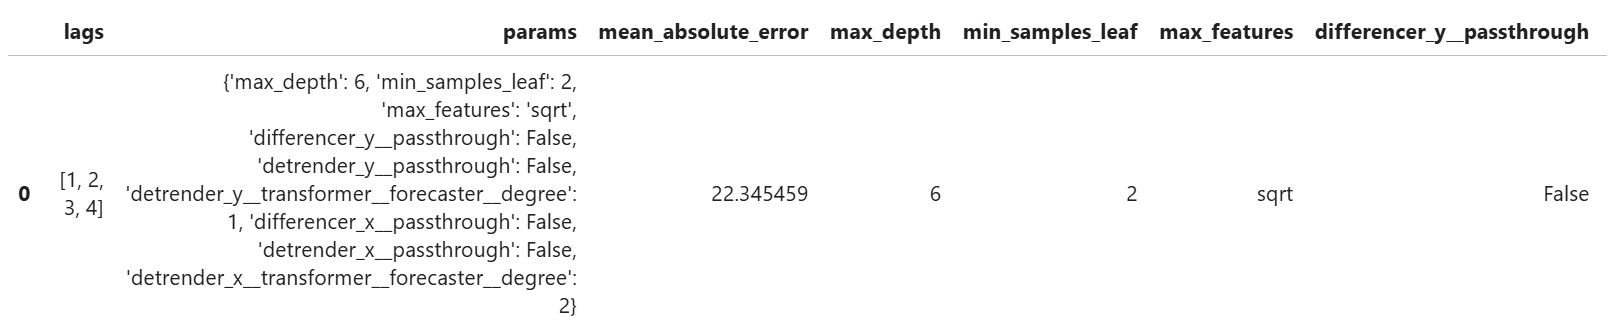 lags params mean_absolute_error max_depth min_samples_leaf max_features differencer_y__passthrough
{'max_depth': 6, 'min_samples_leaf': 2,
'max_features': 'sqrt',
'differencer_y__passthrough': False,
'detrender_y__passthrough': False,
0 [1, 2, 3, 4] 'detrender_y__transformer__forecaster__degree': 22.345459 6 2 sqrt False
1, 'differencer_x__passthrough': False,
'detrender_x__passthrough': False,
'detrender_x__transformer__forecaster__degree':
2}